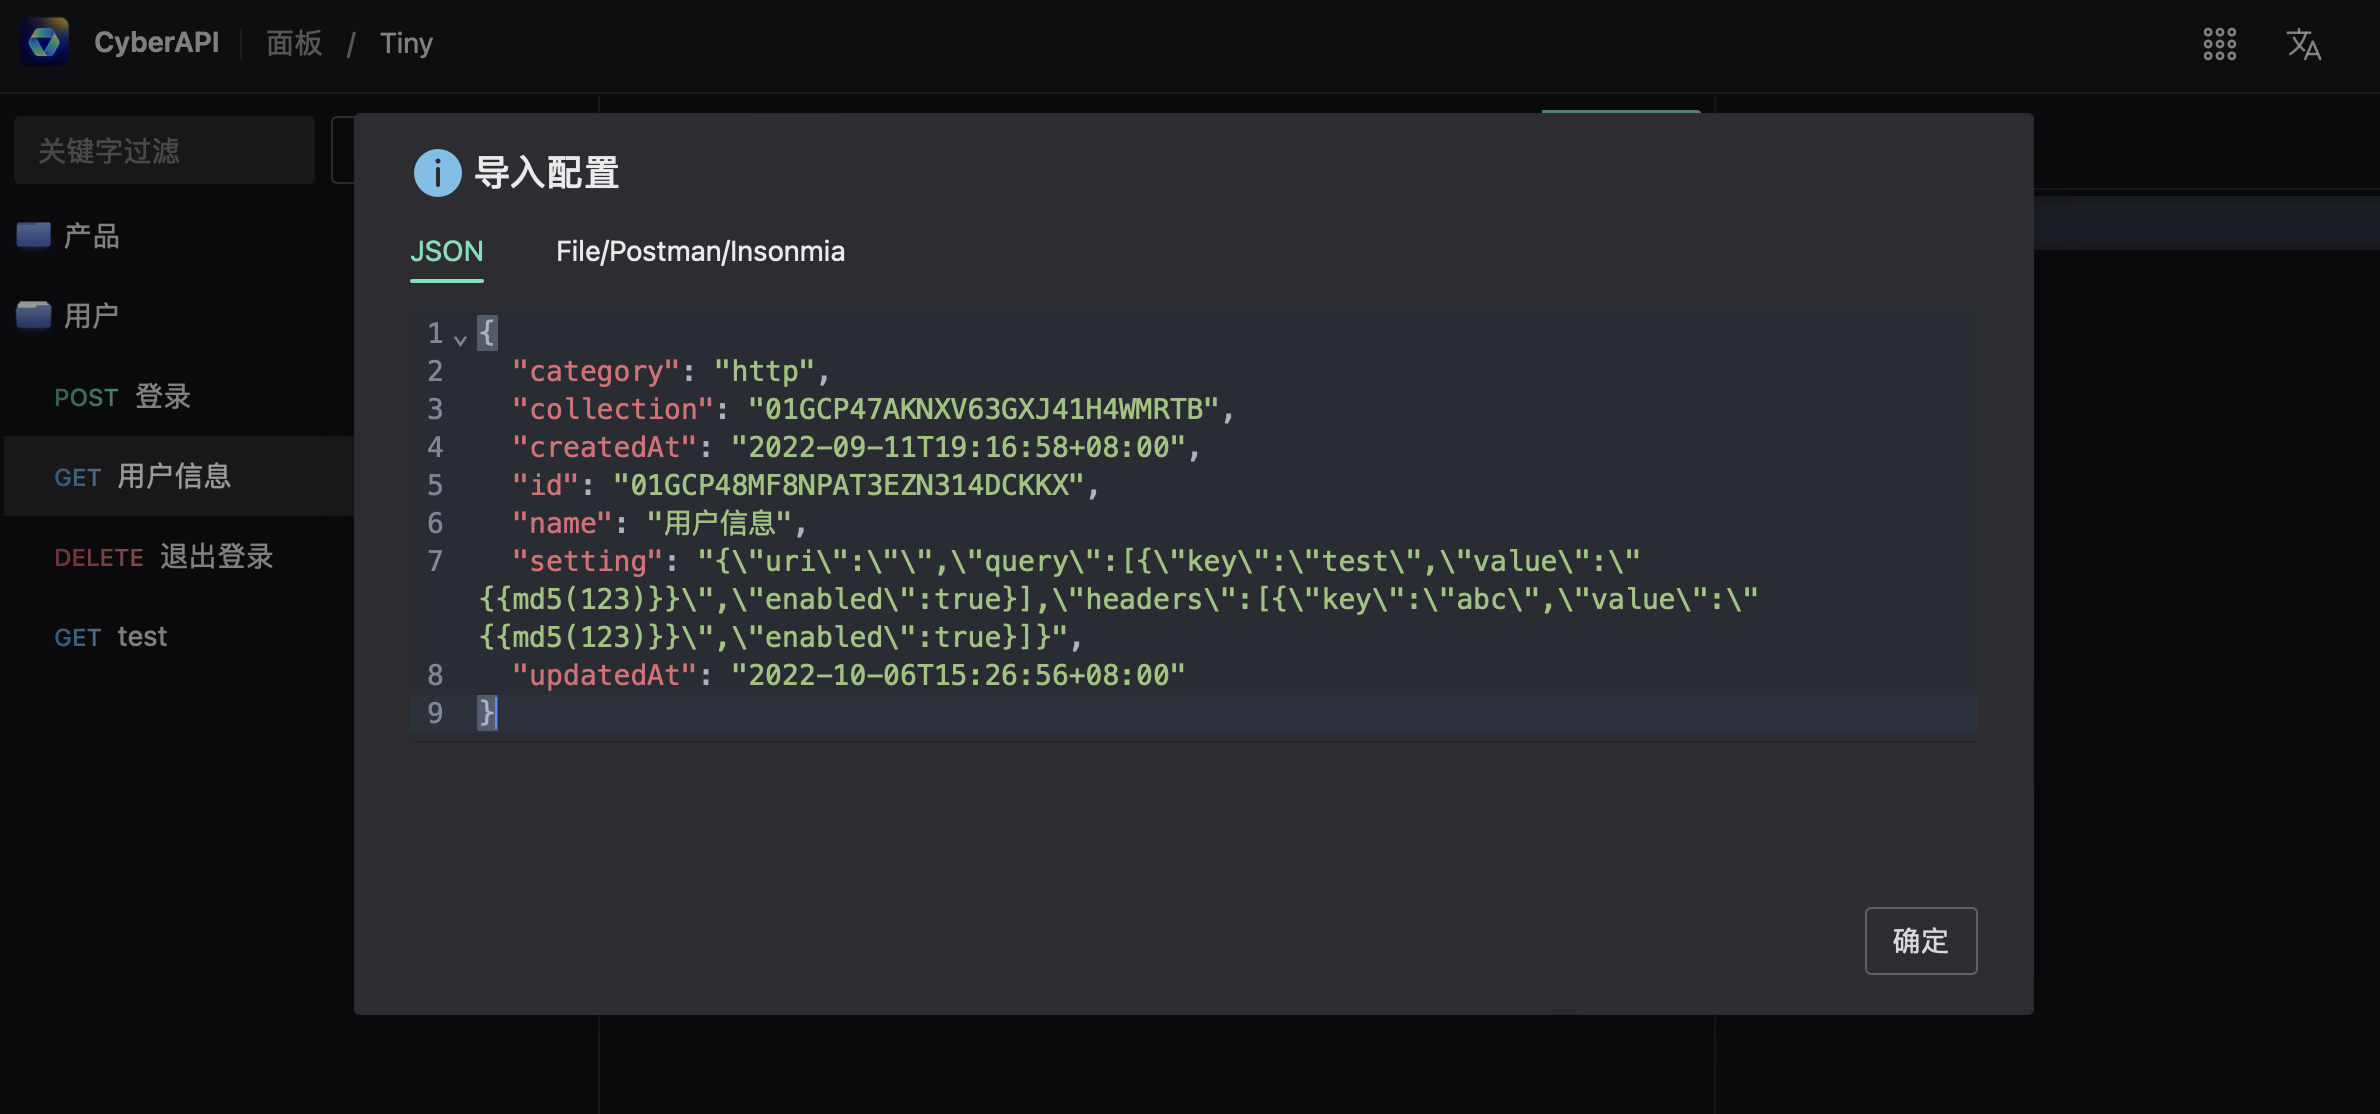 CyberAPI 面板 / Tiny
关键字过滤
产品
用户
POST 登录
GET 用户信息
DELETE 退出登录
GET test
导入配置
JSON File/Postman/Insonmia
1 {
2 "category": "http",
3 "collection": "01GCP47AKNXV63GXJ41H4WMRTB",
4 "createdAt": "2022-09-11T19:16:58+08:00",
5 "id": "01GCP48MF8NPAT3EZN314DCKKX",
6 "name": "用户信息",
7 "setting": "{\"uri\":\"\",\"query\":[{\"key\":\"test\",\"value\":\"
{{md5(123)}}\",\"enabled\":true}],\"headers\":[{\"key\":\"abc\",\"value\":\"
{{md5(123)}}\",\"enabled\":true}]}",
8 "updatedAt": "2022-10-06T15:26:56+08:00"
9 }
确定